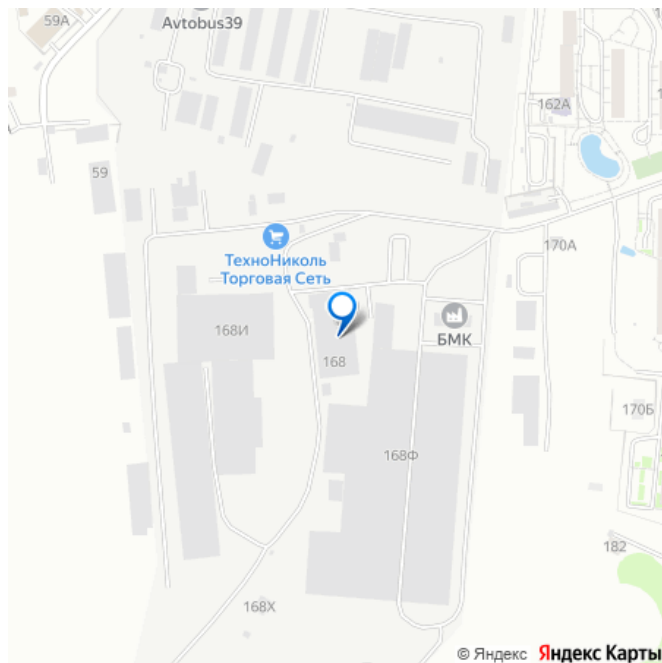 59А
Avtobus39
162А
59
ТехноНиколь
Торговая Сеть
170А
168И
БМК
168
170Б
168Ф
182
168Х
© Яндекс Яндекс Карты